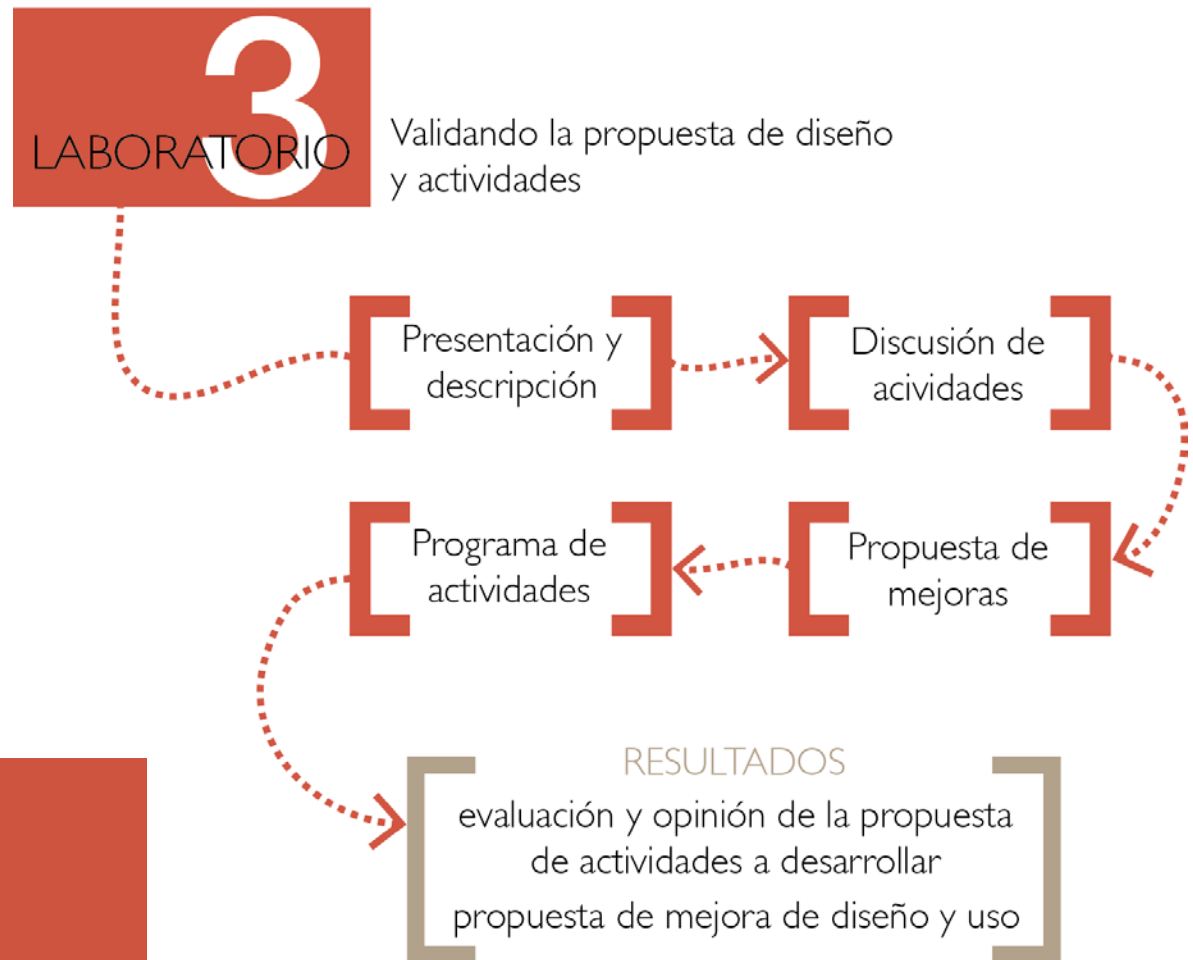 3
LABORATORIO
Validando la propuesta de diseño
y actividades
Presentación y
descripción
Discusión de
acividades
Propuesta de
mejoras
Programa de
actividades
RESULTADOS
evaluación y opinión de la propuesta
de actividades a desarrollar
propuesta de mejora de diseño y uso